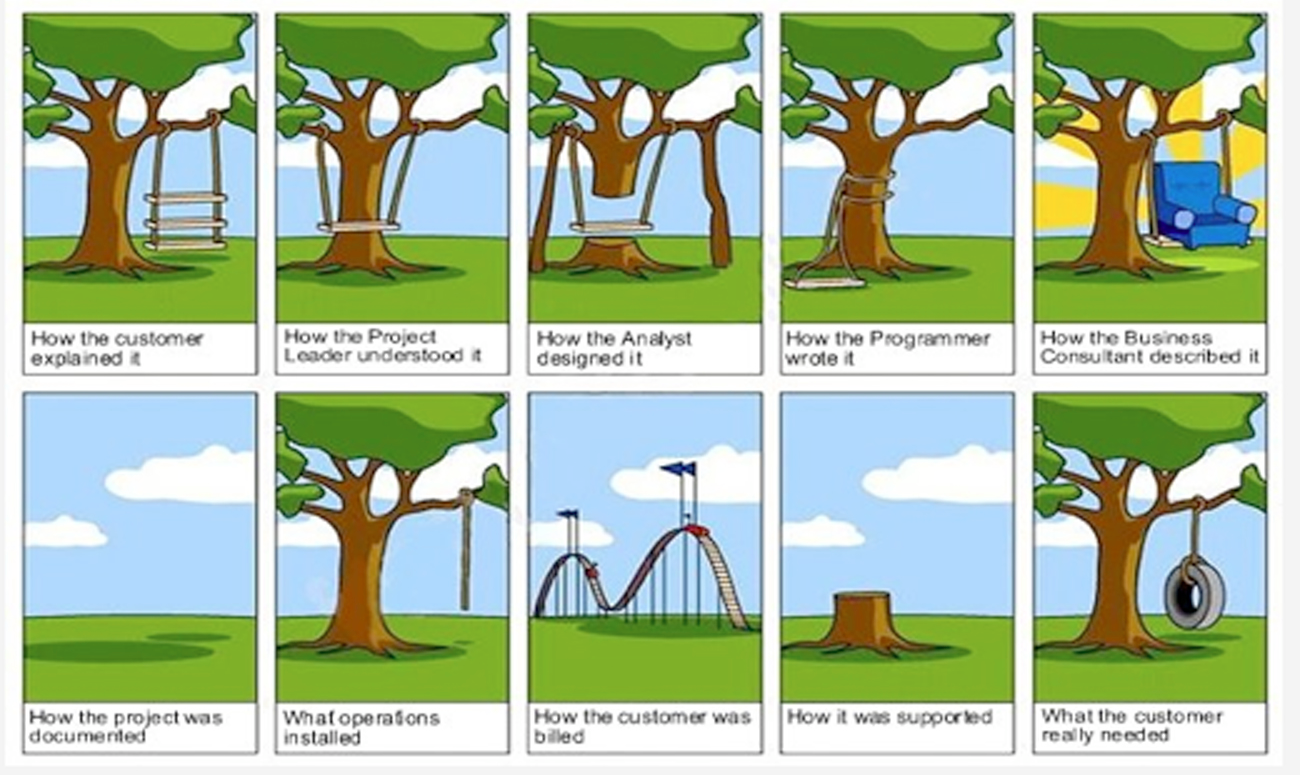 How the customer
explained it
How the Project
Leader understood it
How the Analyst
designed it
How the Programmer
wrote it
How the Business
Consultant described it
How the project was
documented
What operations
installed
How the customer was
billed
How it was supported
What the customer
really needed